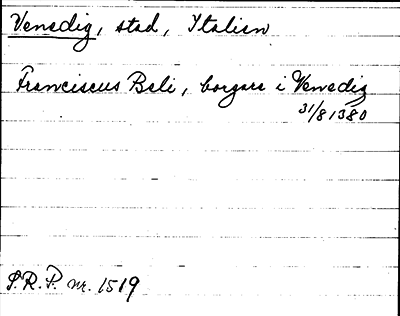 Venedig, stad, Italien
Franciscus Beli, borgare i Venedig
31/8 1380
S.R.P. nr. 1519